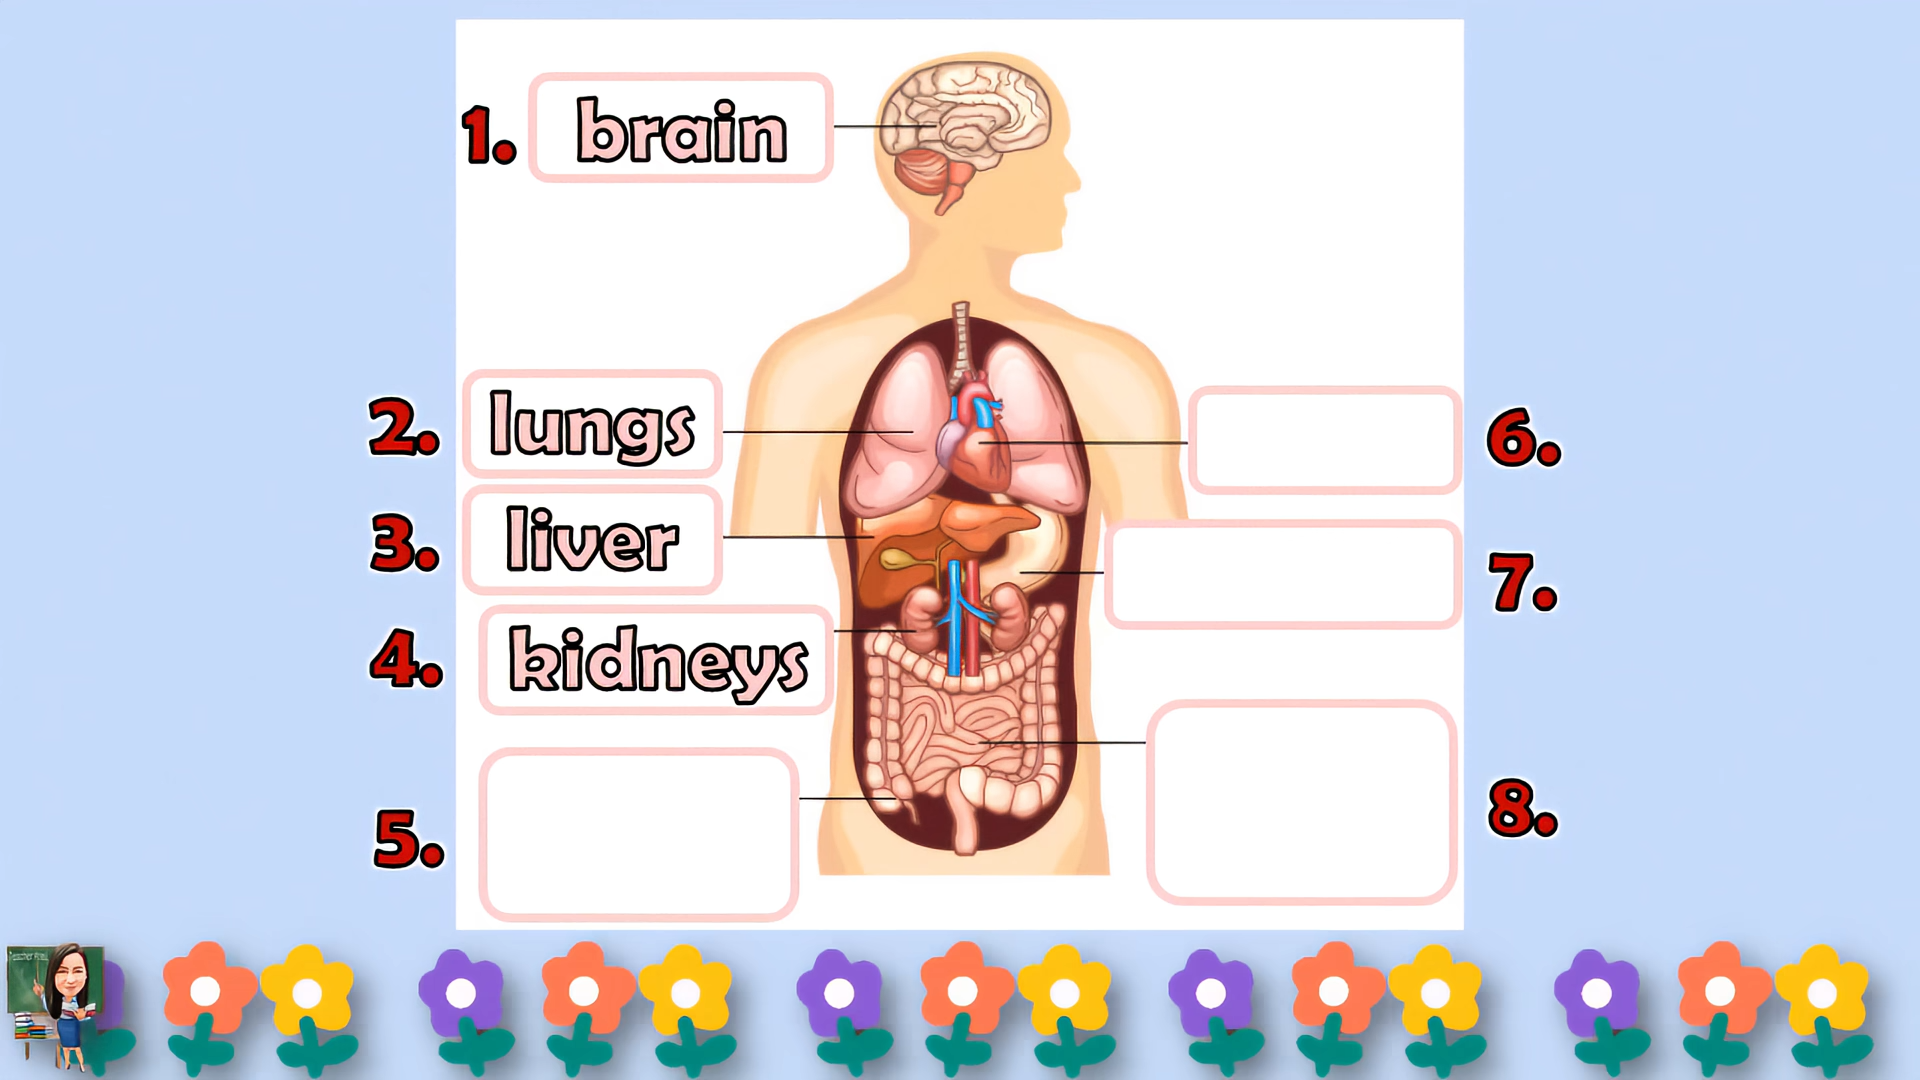 1. brain
2. lungs
3. liver
4. kidneys
5.
6.
7.
8.